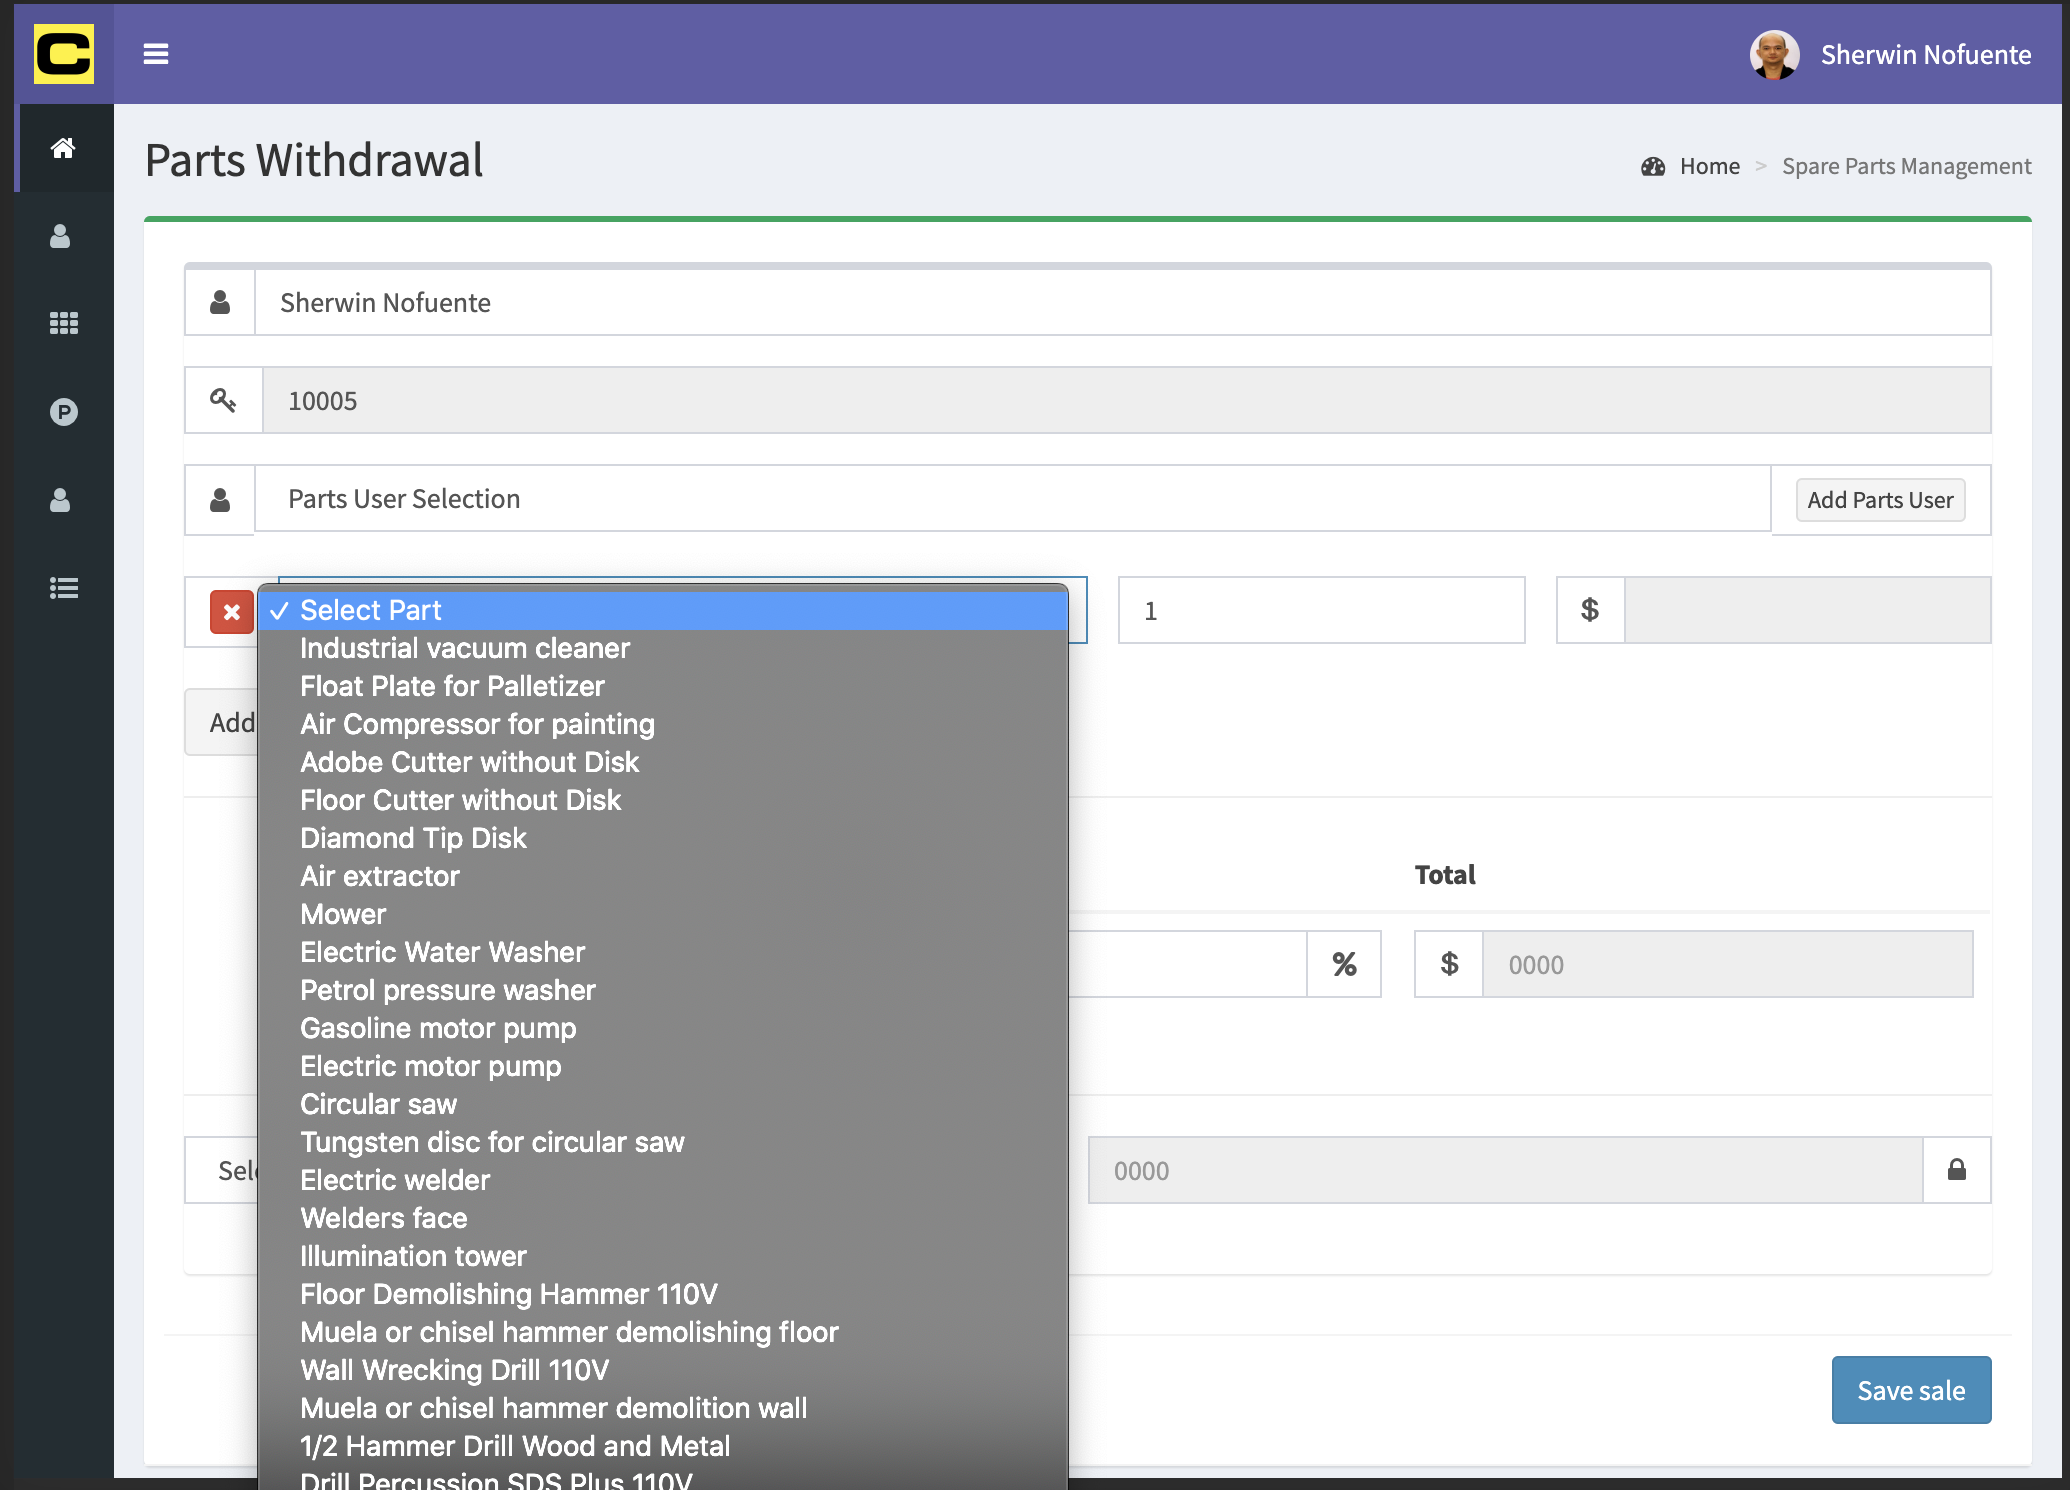 C
Sherwin Nofuente
Parts Withdrawal
Home > Spare Parts Management
Sherwin Nofuente
10005
Parts User Selection
Add Parts User
✓ Select Part
1
$
Industrial vacuum cleaner
Float Plate for Palletizer
Air Compressor for painting
Add
Adobe Cutter without Disk
Floor Cutter without Disk
Diamond Tip Disk
Air extractor
Total
Mower
Electric Water Washer
%
$
0000
Petrol pressure washer
Gasoline motor pump
Electric motor pump
Circular saw
Tungsten disc for circular saw
Sele
0000
Electric welder
Welders face
Illumination tower
Floor Demolishing Hammer 110V
Muela or chisel hammer demolishing floor
Wall Wrecking Drill 110V
Save sale
Muela or chisel hammer demolition wall
1/2 Hammer Drill Wood and Metal
Drill Percussion SDS Plus 110V